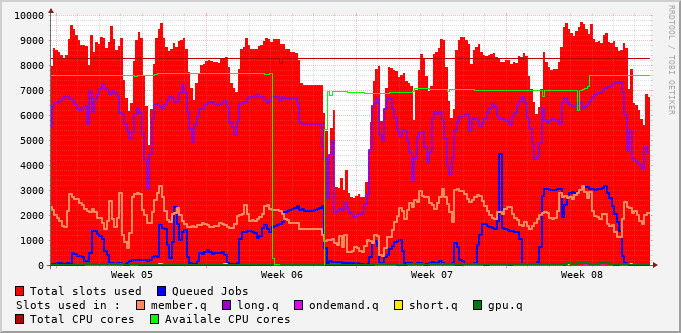 10000
9000
8000
7000
6000
5000
4000
3000
2000
1000
0
Week 05 Week 06 Week 07 Week 08
RRDTOOL / TOBI OETIKER
Total slots used Queued Jobs
Slots used in : member.q long.q ondemand.q short.q gpu.q
Total CPU cores Availale CPU cores